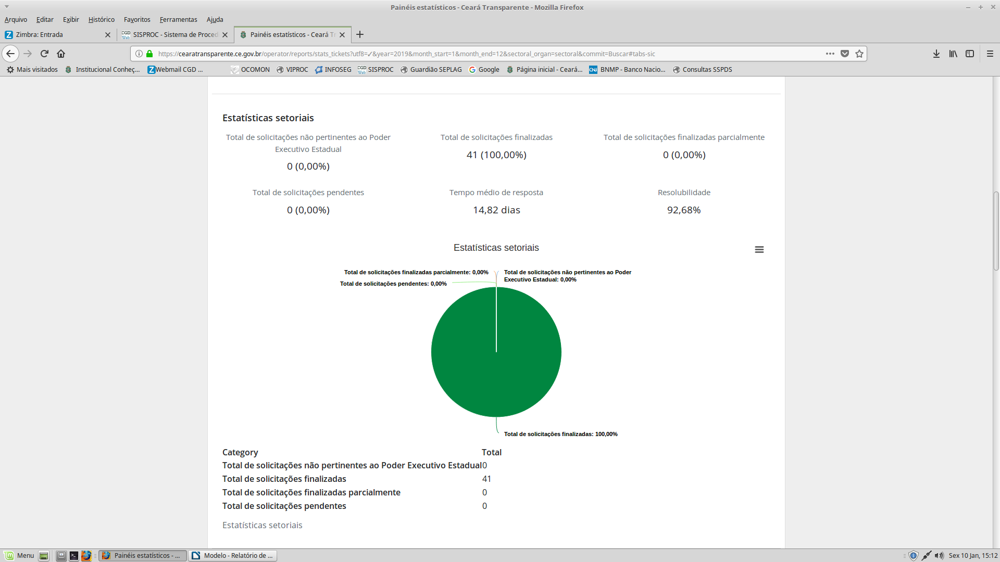 Painéis estatísticos - Ceará Transparente - Mozilla Firefox
Arquivo Editar Exibir Histórico Favoritos Ferramentas Ajuda
Zimbra: Entrada
SISPROC - Sistema de Proced
Painéis estatísticos - Ceará Tr
https://cearatransparente.ce.gov.br/operator/reports/stats_tickets?utf8=✓&year=2019&month_start=1&month_end=12&sectoral_organ=sectoral&commit=Buscar#tabs-sic
Mais visitados Institucional Conheç... Webmail CGD ... OCOMON VIPROC INFOSEG SISPROC Guardião SEPLAG Google Página inicial - Ceará... BNMP - Banco Nacio... Consultas SSPDS
Estatísticas setoriais
Total de solicitações não pertinentes ao Poder
Executivo Estadual
0 (0,00%)
Total de solicitações finalizadas
41 (100,00%)
Total de solicitações finalizadas parcialmente
0 (0,00%)
Total de solicitações pendentes
0 (0,00%)
Tempo médio de resposta
14,82 dias
Resolubilidade
92,68%
Estatísticas setoriais
Total de solicitações finalizadas parcialmente: 0,00%
Total de solicitações pendentes: 0,00%
Total de solicitações não pertinentes ao Poder
Executivo Estadual: 0,00%
Total de solicitações finalizadas: 100,00%
Category Total
Total de solicitações não pertinentes ao Poder Executivo Estadual 0
Total de solicitações finalizadas 41
Total de solicitações finalizadas parcialmente 0
Total de solicitações pendentes 0
Estatísticas setoriais
Menu
Painéis estatísticos - ...
Modelo - Relatório de ...
Sex 10 Jan, 15:12